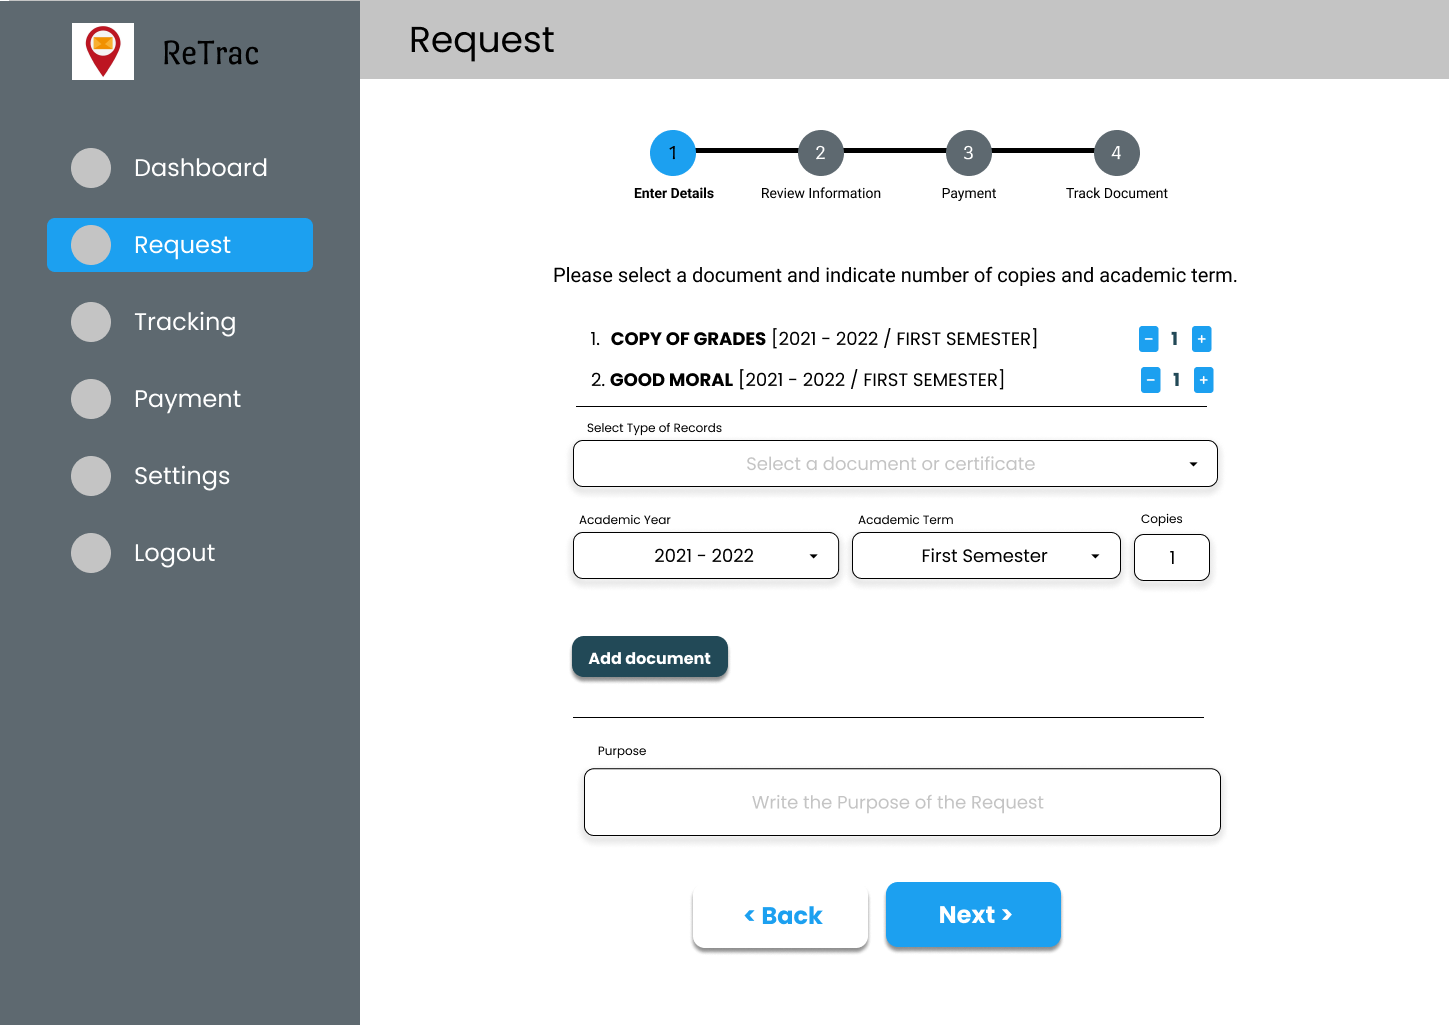 ReTrac
Dashboard
Request
Tracking
Payment
Settings
Logout
Request
1 2 3 4
Enter Details Review Information Payment Track Document
Please select a document and indicate number of copies and academic term.
1. COPY OF GRADES [2021 - 2022 / FIRST SEMESTER] - 1 +
2. GOOD MORAL [2021 - 2022 / FIRST SEMESTER] - 1 +
Select Type of Records
Select a document or certificate
Academic Year Academic Term Copies
2021 - 2022 First Semester 1
Add document
Purpose
Write the Purpose of the Request
< Back Next >